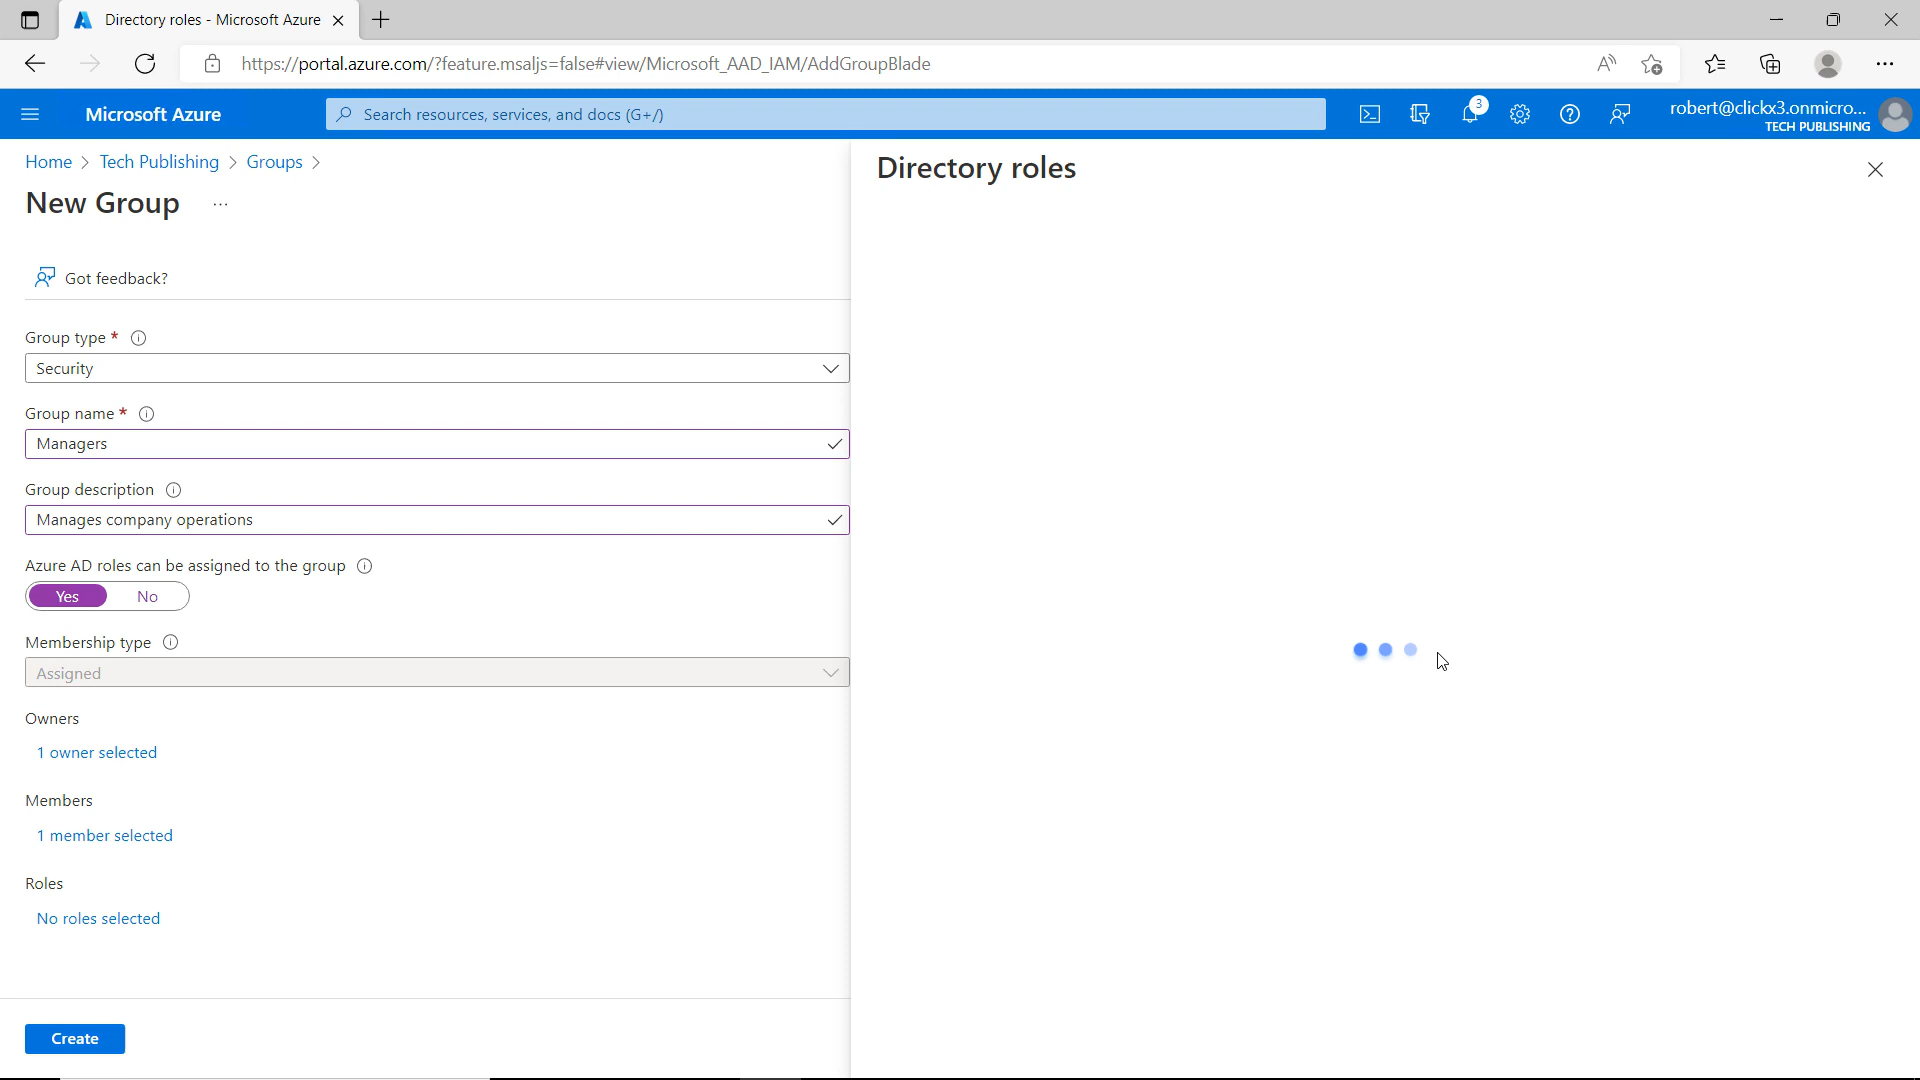 Directory roles - Microsoft Azure
https://portal.azure.com/?feature.msaljs=false#view/Microsoft_AAD_IAM/AddGroupBlade
Microsoft Azure
Search resources, services, and docs (G+/)
3
robert@clickx3.onmicro...
TECH PUBLISHING
Home > Tech Publishing > Groups >
New Group ...
Got feedback?
Group type *
Security
Group name *
Managers
Group description
Manages company operations
Azure AD roles can be assigned to the group
Yes No
Membership type
Assigned
Owners
1 owner selected
Members
1 member selected
Roles
No roles selected
Create
Directory roles